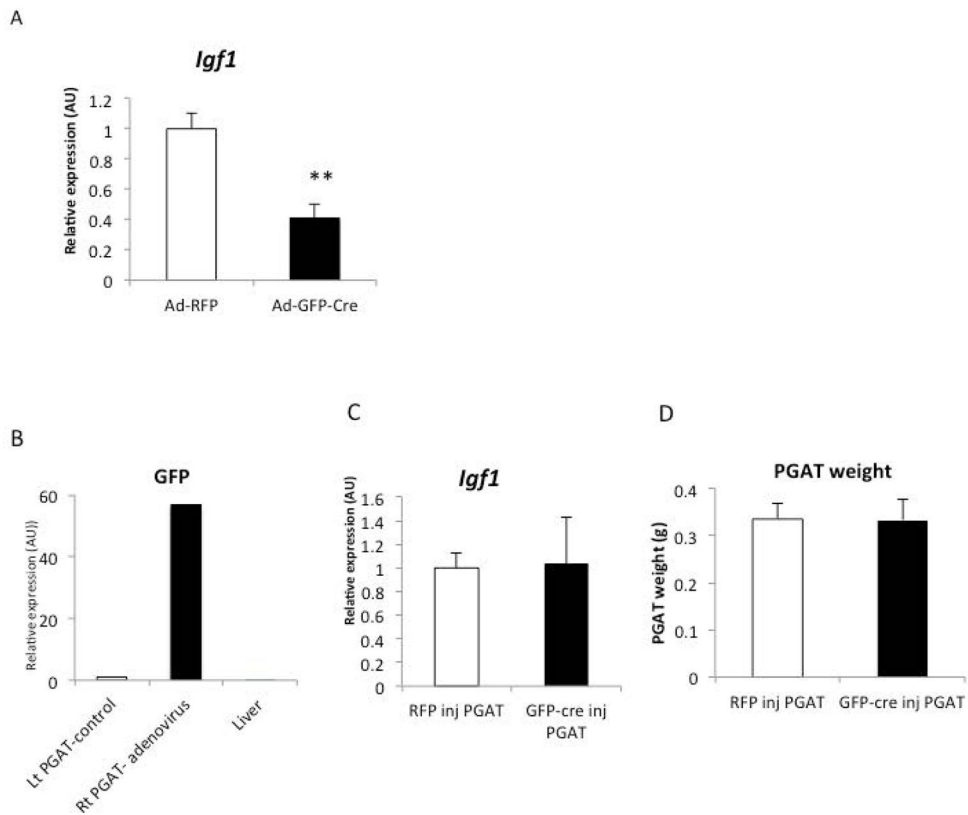 A
Igf1
Relative expression (AU)
1.2
1
0.8
0.6
0.4
0.2
0
**
Ad-RFP
Ad-GFP-Cre
B
GFP
Relative expression (AU))
60
40
20
0
Lt PGAT-control
Rt PGAT- adenovirus
Liver
C
Igf1
Relative expression (AU)
1.6
1.4
1.2
1
0.8
0.6
0.4
0.2
0
RFP inj PGAT
GFP-cre inj
PGAT
D
PGAT weight
PGAT weight (g)
0.4
0.3
0.2
0.1
0
RFP inj PGAT
GFP-cre inj PGAT